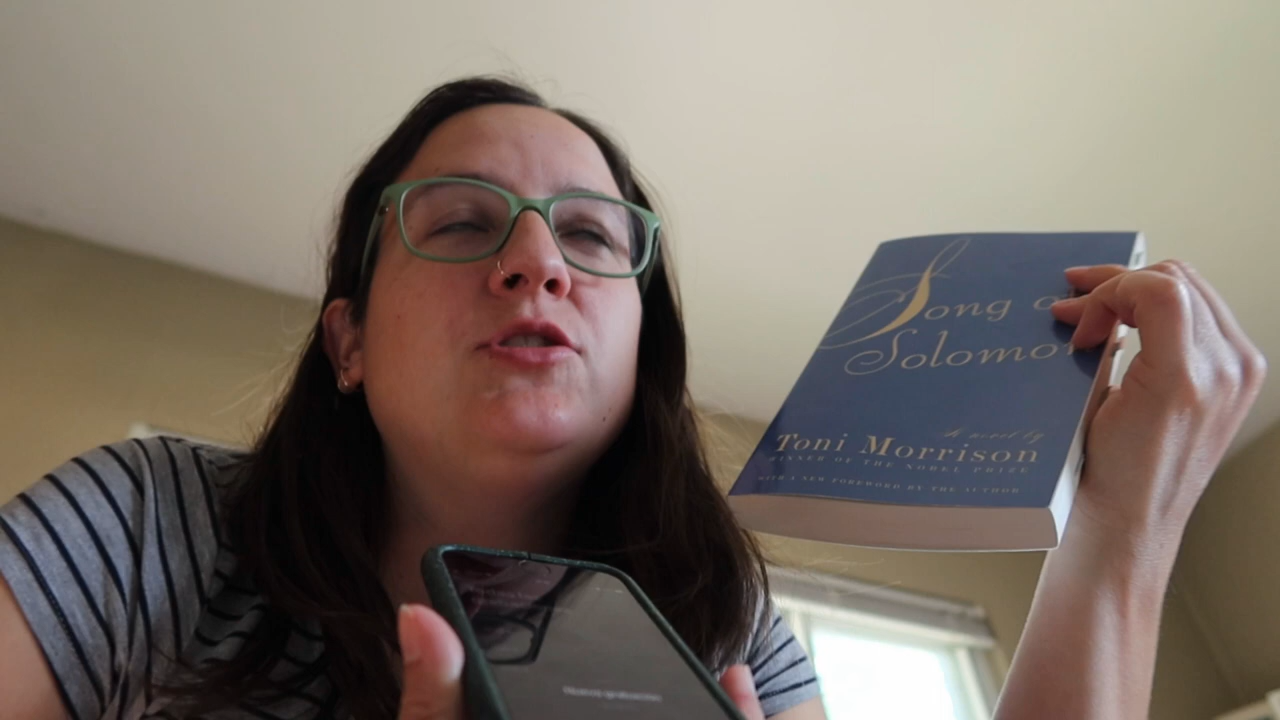 Song of
Solomon
A novel by
Toni Morrison
WINNER OF THE NOBEL PRIZE
WITH A NEW FOREWORD BY THE AUTHOR